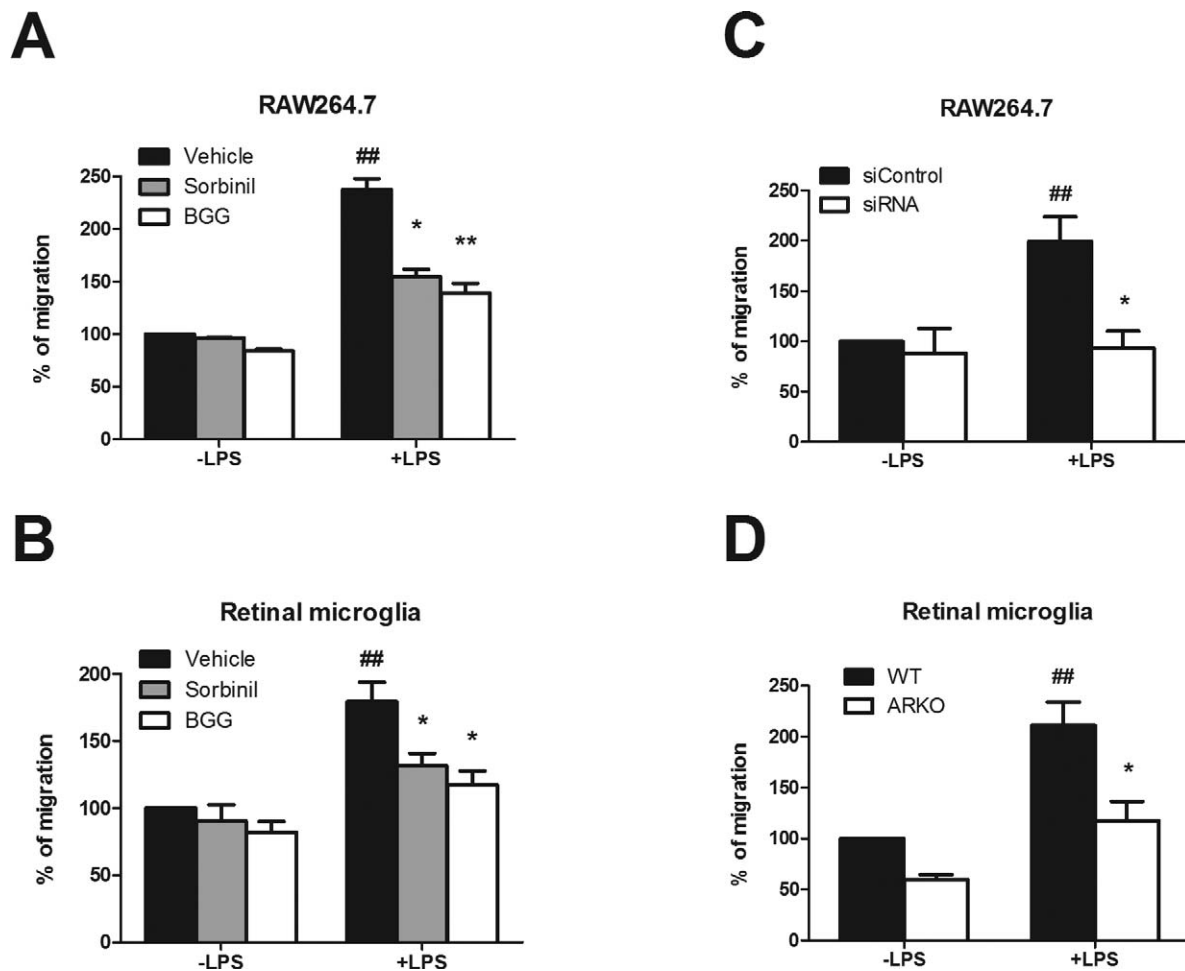 A
RAW264.7
Vehicle
Sorbinil
BGG
##
*
**
% of migration
250
200
150
100
50
0
-LPS
+LPS
B
Retinal microglia
Vehicle
Sorbinil
BGG
##
*
*
% of migration
200
150
100
50
0
-LPS
+LPS
C
RAW264.7
siControl
siRNA
##
*
% of migration
250
200
150
100
50
0
-LPS
+LPS
D
Retinal microglia
WT
ARKO
##
*
% of migration
250
200
150
100
50
0
-LPS
+LPS